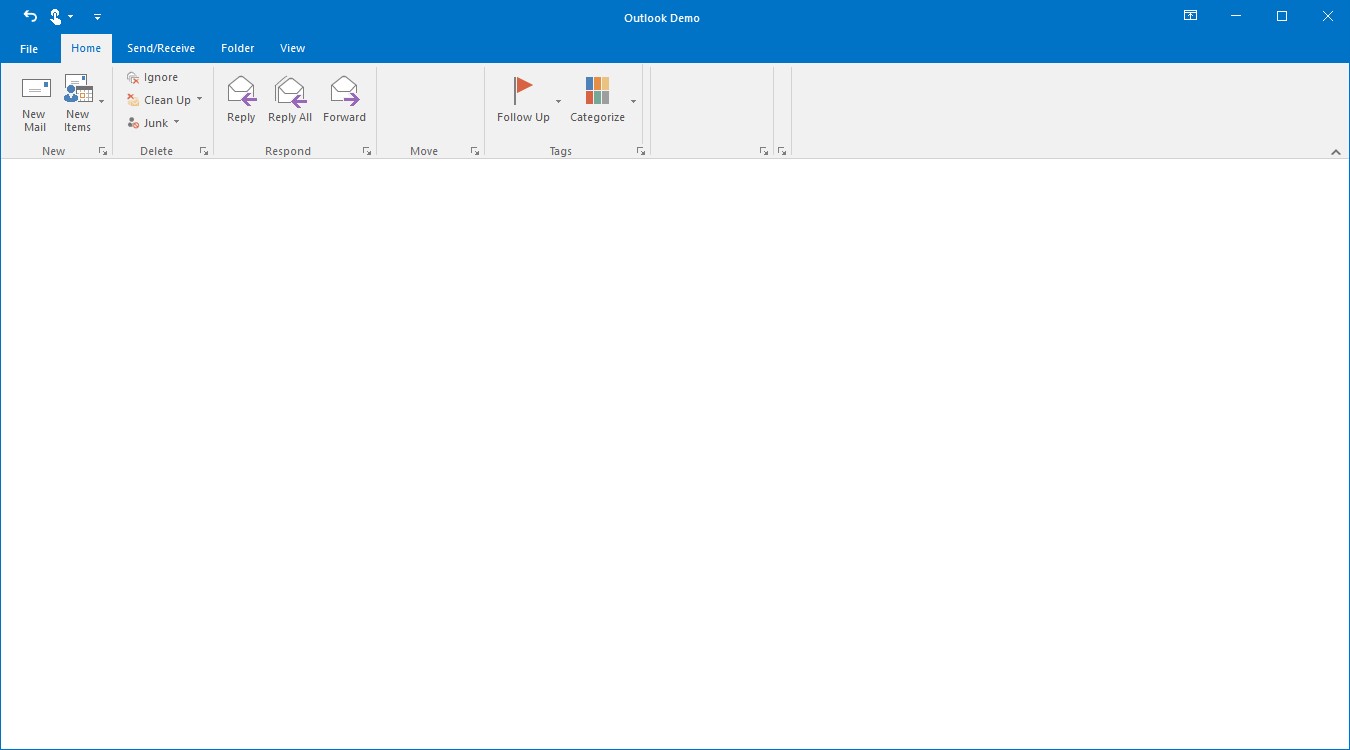 Outlook Demo
File Home Send/Receive Folder View
New Mail
New Items
Ignore
Clean Up
Junk
Reply Reply All Forward
Follow Up Categorize
New Delete Respond Move Tags